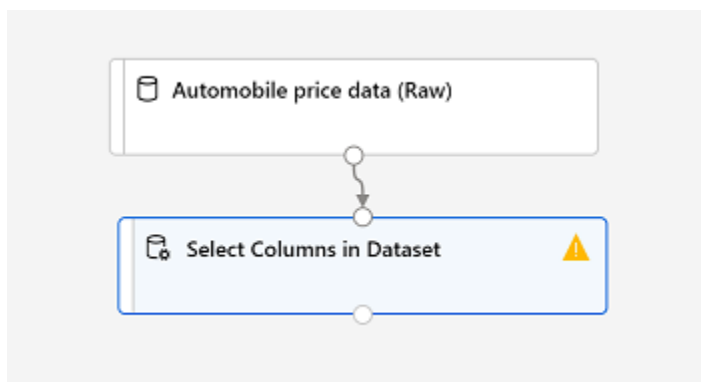 Automobile price data (Raw)
Select Columns in Dataset